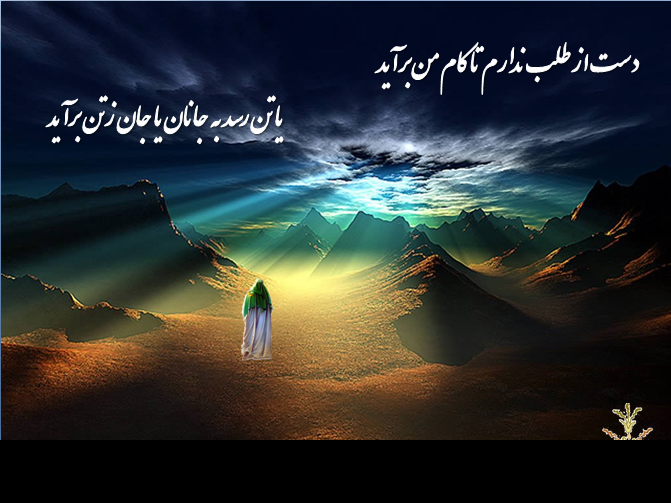 دست از طلب ندارم تا کام من برآید
یا تن رسد به جانان یا جان ز تن برآید